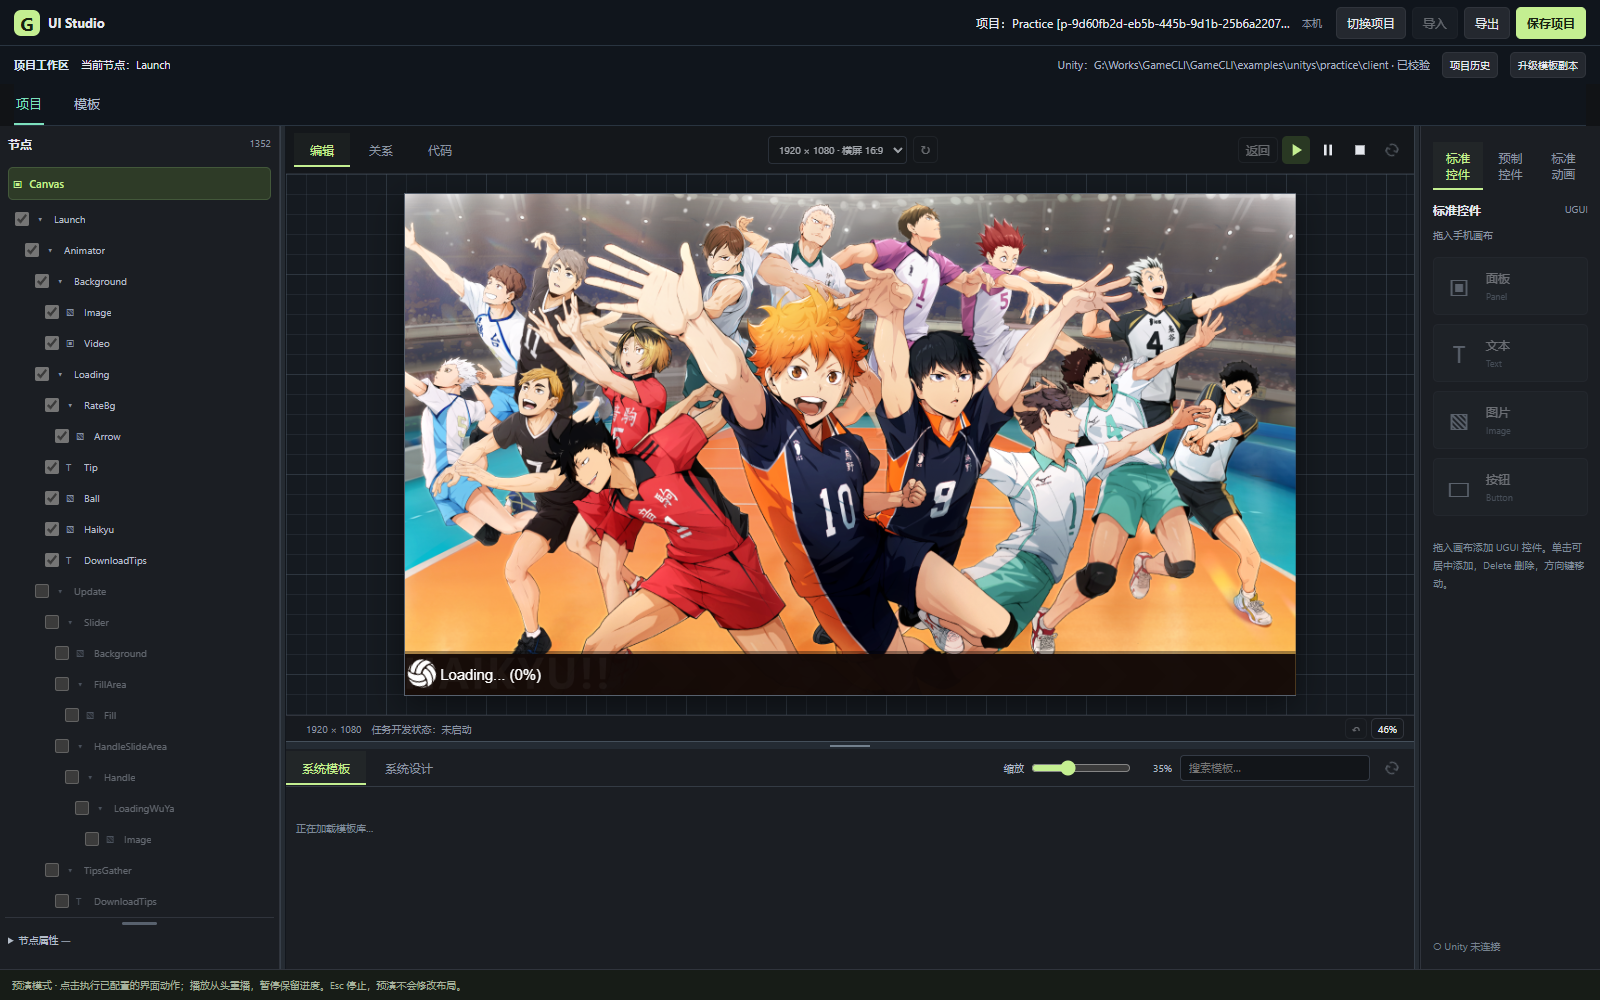 G UI Studio
项目： Practice [p-9d60fb2d-eb5b-445b-9d1b-25b6a2207... 本机 切换项目 导入 导出 保存项目
项目工作区 当前节点：Launch
Unity：G:\Works\GameCLI\GameCLI\examples\unitys\practice\client · 已校验 项目历史 升级模板副本
项目 模板
节点 1352
Canvas
Launch
Animator
Background
Image
Video
Loading
RateBg
Arrow
T Tip
Ball
Haikyu
T DownloadTips
Update
Slider
Background
FillArea
Fill
HandleSlideArea
Handle
LoadingWuYa
Image
TipsGather
T DownloadTips
节点属性 —
编辑 关系 代码
1920 × 1080 · 横屏 16:9
返回
1
5
4
10
9
1
Loading... (0%)
1920 × 1080 任务开发状态：未启动
46%
系统模板 系统设计
缩放 35% 搜索模板...
正在加载模板库...
标准控件 预制控件 标准动画
标准控件 UGUI
拖入手机画布
面板
Panel
T 文本
Text
图片
Image
按钮
Button
拖入画布添加 UGUI 控件。单击可
居中添加，Delete 删除，方向键移
动。
Unity 未连接
预演模式 · 点击执行已配置的界面动作；播放从头重播，暂停保留进度。Esc 停止，预演不会修改布局。